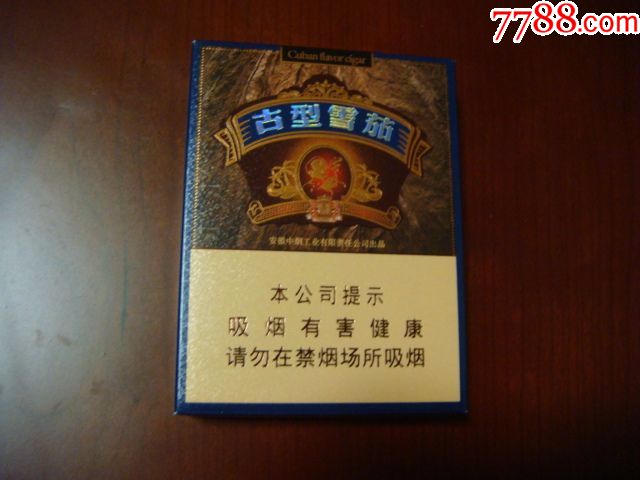 7788.com
Cuban flavor cigar
古型雪茄
安徽中烟工业有限责任公司出品
本公司提示
吸烟有害健康
请勿在禁烟场所吸烟